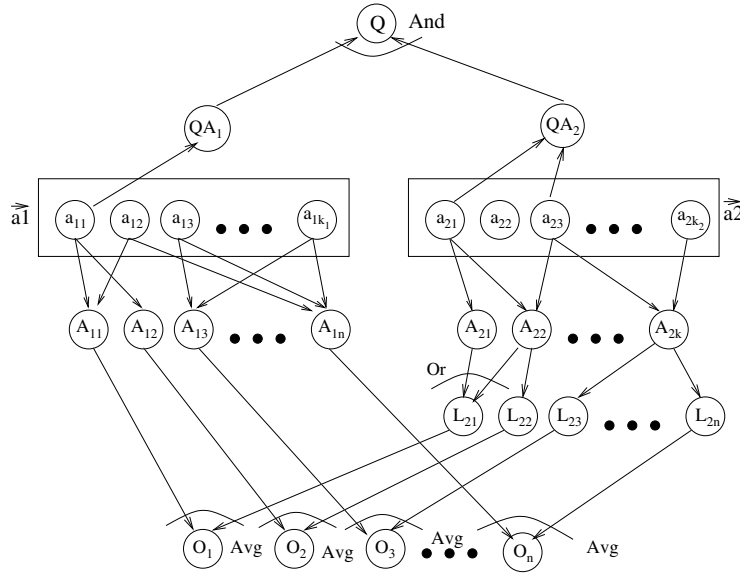 Q And
QA₁ QA₂
a1 a₁₁ a₁₂ a₁₃ a₁ₖ₁ a₂₁ a₂₂ a₂₃ a₂ₖ₂ a2
A₁₁ A₁₂ A₁₃ A₁ₙ A₂₁ A₂₂ A₂ₖ
Or
L₂₁ L₂₂ L₂₃ L₂ₙ
O₁ Avg O₂ Avg O₃ Avg Oₙ Avg